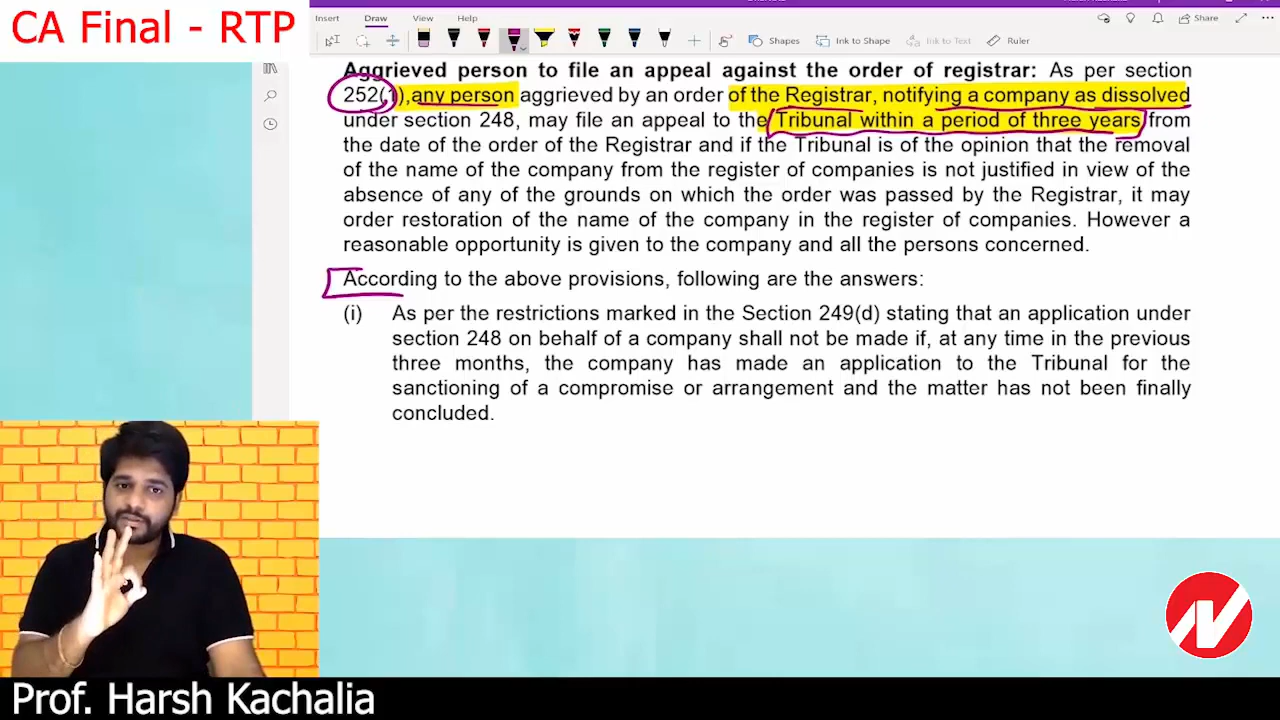 CA Final - RTP
Insert Draw View Help Share
Shapes Ink to Shape Ink to Text Ruler
Aggrieved person to file an appeal against the order of registrar: As per section
252(1), any person aggrieved by an order of the Registrar, notifying a company as dissolved
under section 248, may file an appeal to the Tribunal within a period of three years from
the date of the order of the Registrar and if the Tribunal is of the opinion that the removal
of the name of the company from the register of companies is not justified in view of the
absence of any of the grounds on which the order was passed by the Registrar, it may
order restoration of the name of the company in the register of companies. However a
reasonable opportunity is given to the company and all the persons concerned.
According to the above provisions, following are the answers:
(i) As per the restrictions marked in the Section 249(d) stating that an application under
section 248 on behalf of a company shall not be made if, at any time in the previous
three months, the company has made an application to the Tribunal for the
sanctioning of a compromise or arrangement and the matter has not been finally
concluded.
Prof. Harsh Kachalia